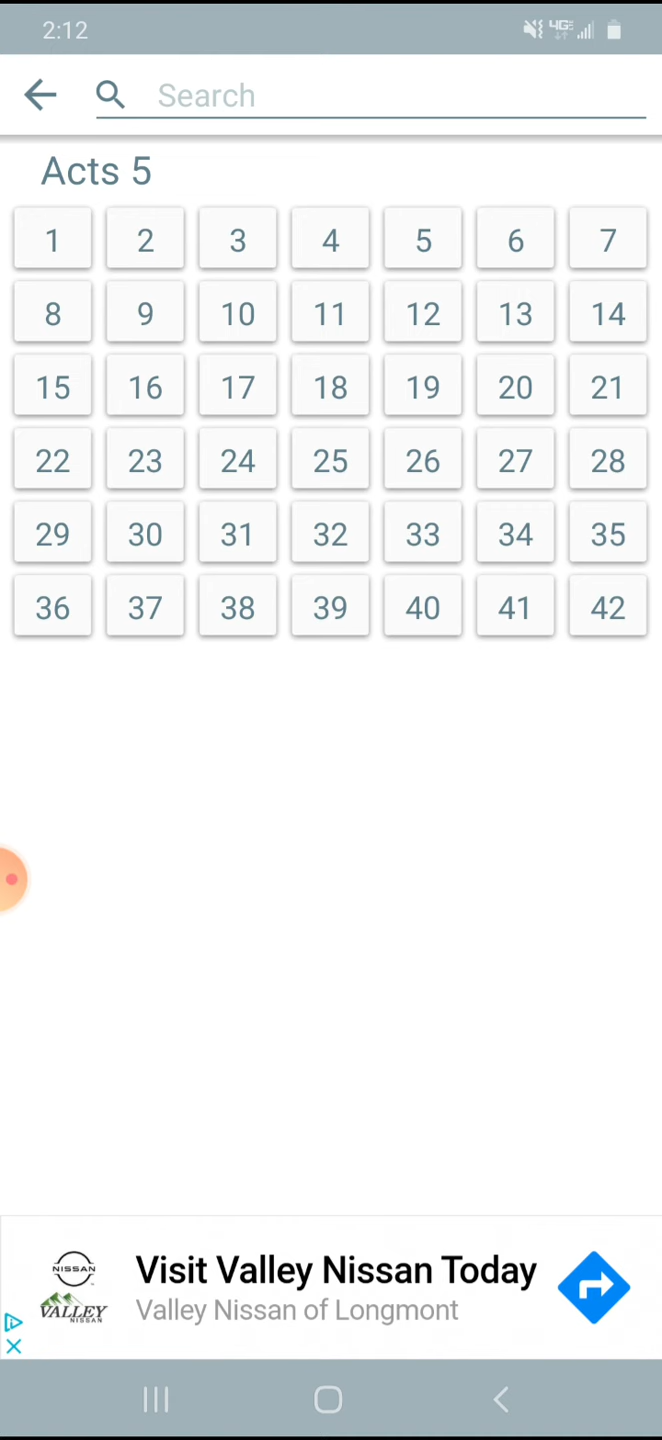 2:12 4GE
Search
Acts 5
1 2 3 4 5 6 7
8 9 10 11 12 13 14
15 16 17 18 19 20 21
22 23 24 25 26 27 28
29 30 31 32 33 34 35
36 37 38 39 40 41 42
NISSAN
VALLEY
NISSAN
Visit Valley Nissan Today
Valley Nissan of Longmont